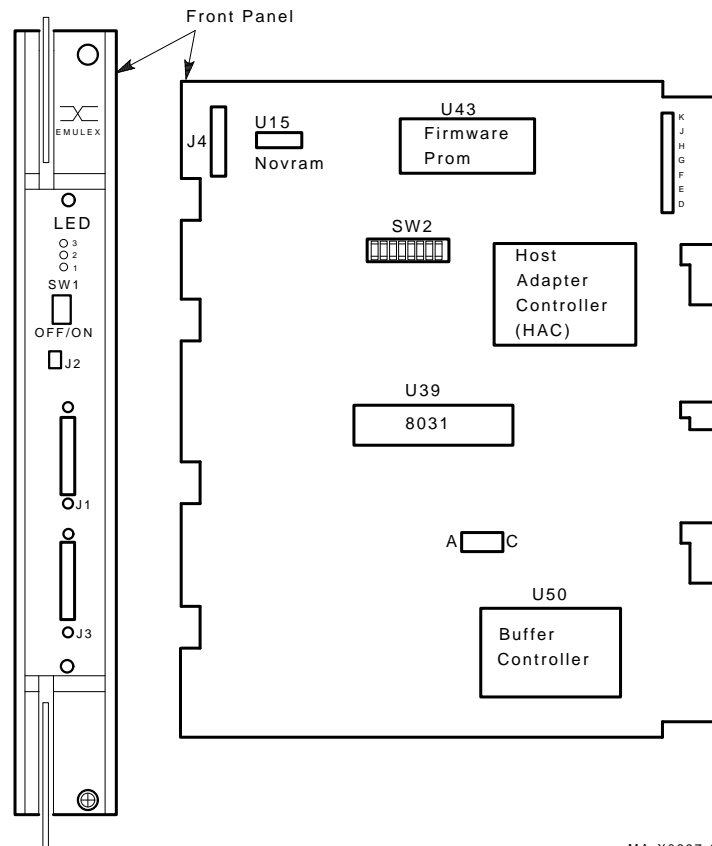 Front Panel
EMULEX
LED
3
2
1
SW1
OFF/ON
J2
J1
J3
J4
U15
Novram
U43
Firmware
Prom
K
J
H
G
F
E
D
SW2
Host
Adapter
Controller
(HAC)
U39
8031
A
C
U50
Buffer
Controller